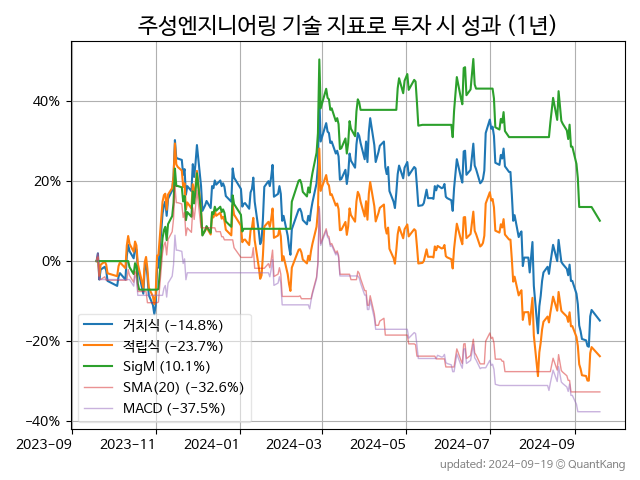 주성엔지니어링 기술 지표로 투자 시 성과 (1년)
40%
20%
0%
−20%
−40%
거치식 (−14.8%)
적립식 (−23.7%)
SigM (10.1%)
SMA(20) (−32.6%)
MACD (−37.5%)
2023-09 2023-11 2024-01 2024-03 2024-05 2024-07 2024-09
updated: 2024-09-19 © QuantKang